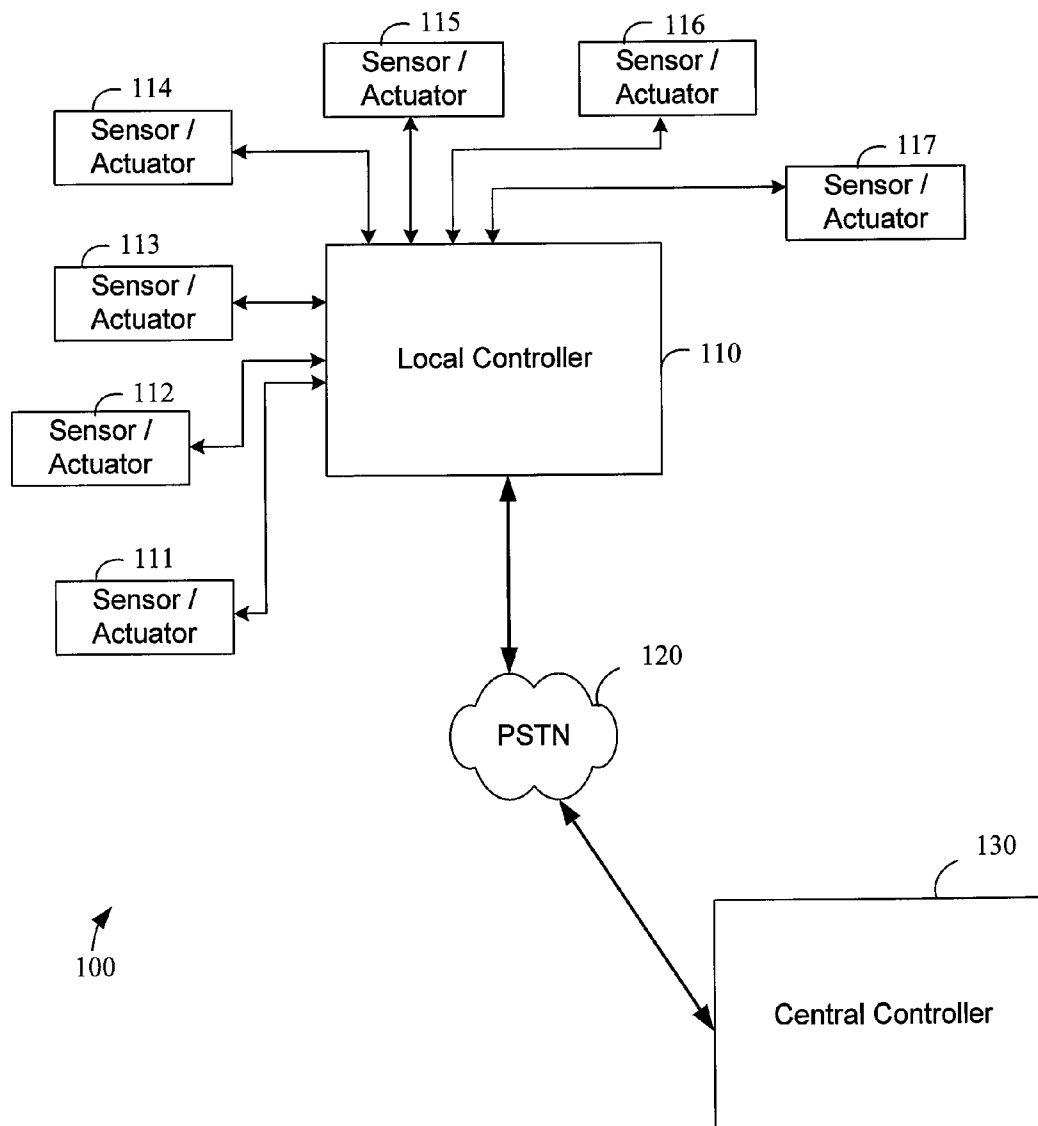 115
Sensor /
Actuator
116
Sensor /
Actuator
114
Sensor /
Actuator
117
Sensor /
Actuator
113
Sensor /
Actuator
Local Controller
110
112
Sensor /
Actuator
111
Sensor /
Actuator
120
PSTN
130
Central Controller
100